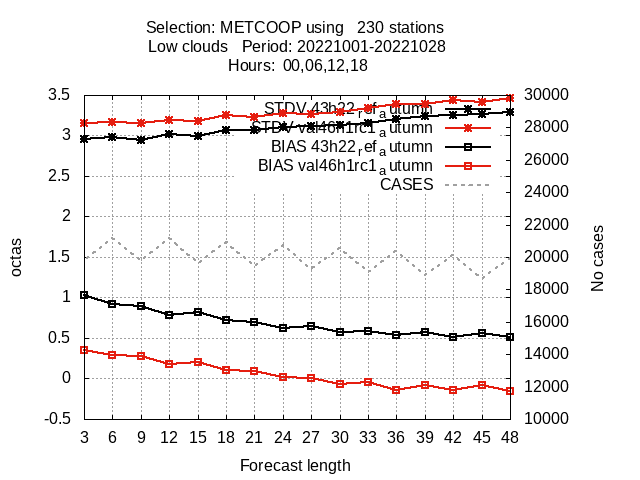 Selection: METCOOP using   230 stations
Low clouds   Period: 20221001-20221028
Hours:  00,06,12,18
3.5
3
2.5
2
1.5
1
0.5
0
-0.5
30000
28000
26000
24000
22000
20000
18000
16000
14000
12000
10000
octas
No cases
STDV 43h22_ref_autumn
STDV val46h1rc1_autumn
BIAS 43h22_ref_autumn
BIAS val46h1rc1_autumn
CASES
3 6 9 12 15 18 21 24 27 30 33 36 39 42 45 48
Forecast length